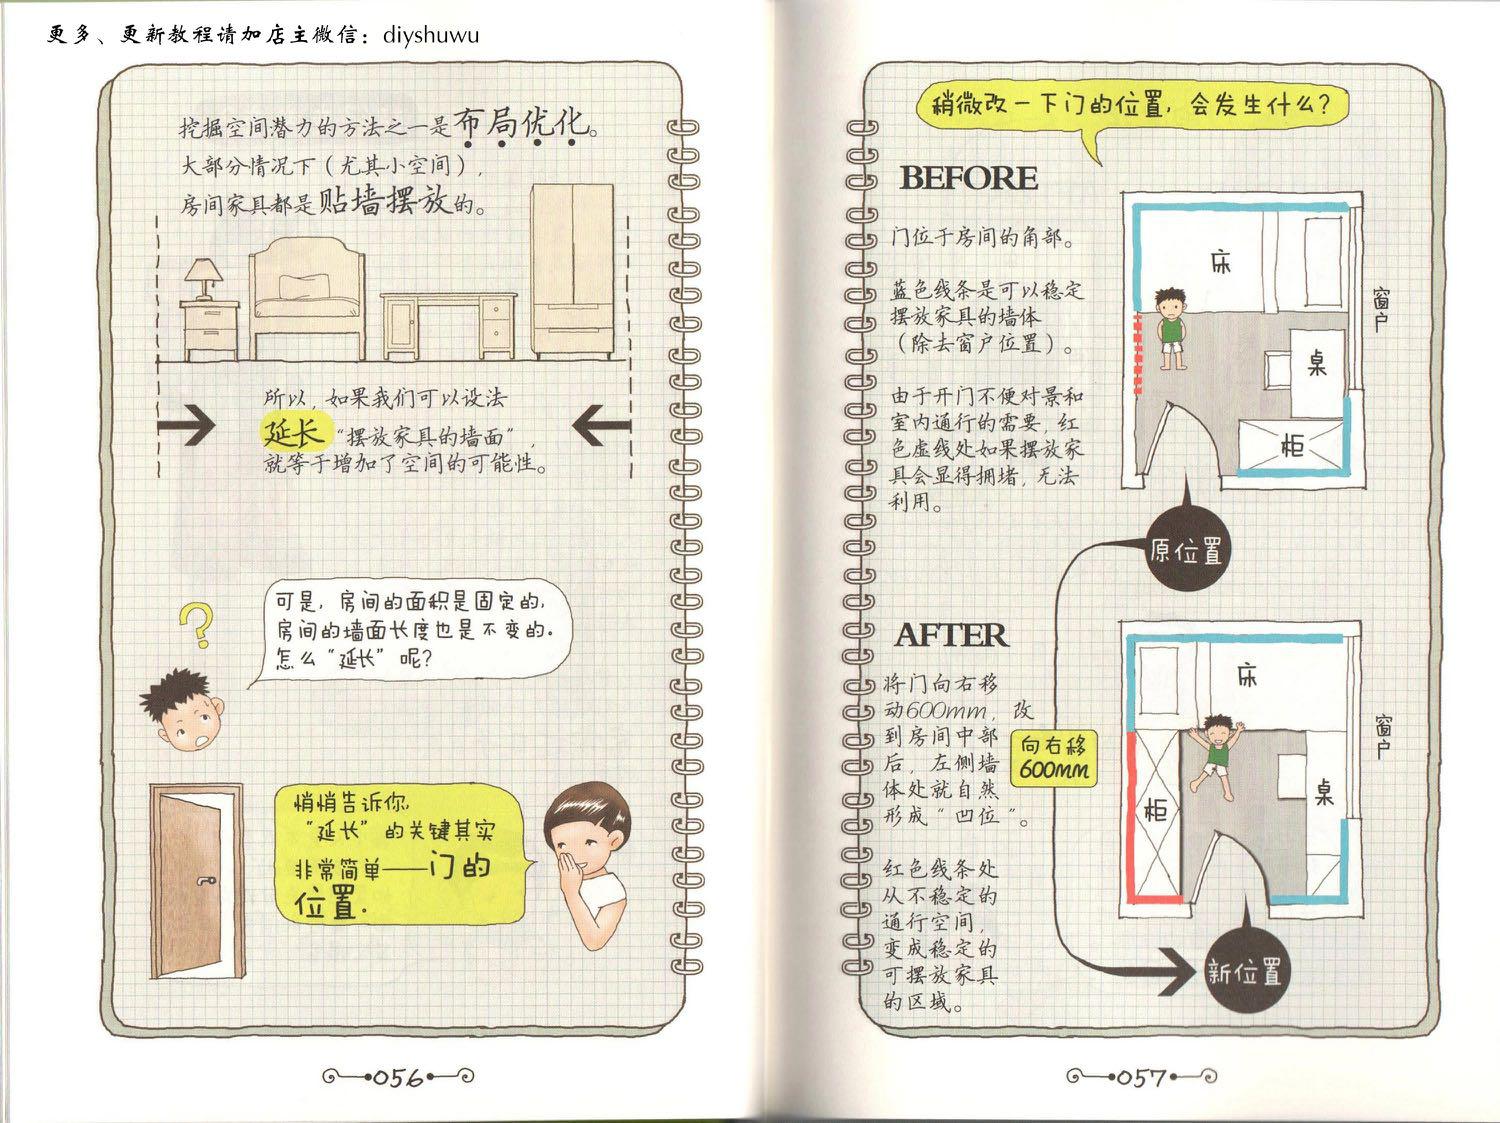 更多、更新教程请加店主微信：diyshuwu
挖掘空间潜力的方法之一是布局优化。
大部分情况下（尤其小空间），
房间家具都是贴墙摆放的。
所以，如果我们可以设法
延长“摆放家具的墙面”，
就等于增加了空间的可能性。
可是，房间的面积是固定的，
房间的墙面长度也是不变的。
怎么“延长”呢？
悄悄告诉你，
“延长”的关键其实
非常简单——门的
位置.
056
稍微改一下门的位置，会发生什么？
BEFORE
门位于房间的角部。
蓝色线条是可以稳定
摆放家具的墙体
（除去窗户位置）。
由于开门不便对景和
室内通行的需要，红
色虚线处如果摆放家
具会显得拥堵，无法
利用。
床
窗户
桌
柜
原位置
AFTER
将门向右移
动600mm，改
到房间中部
后，左侧墙
体处就自然
形成“凹位”。
向右移
600mm
红色线条处
从不稳定的
通行空间，
变成稳定的
可摆放家具
的区域。
床
窗户
桌
柜
新位置
057